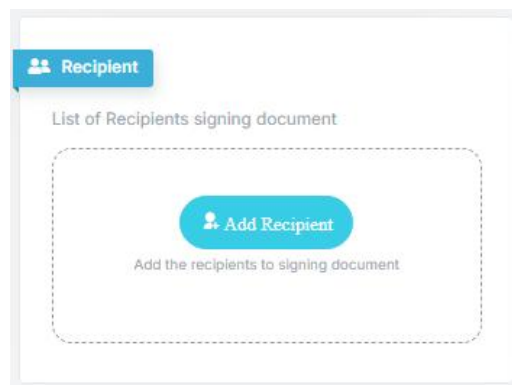 Recipient
List of Recipients signing document
Add Recipient
Add the recipients to signing document